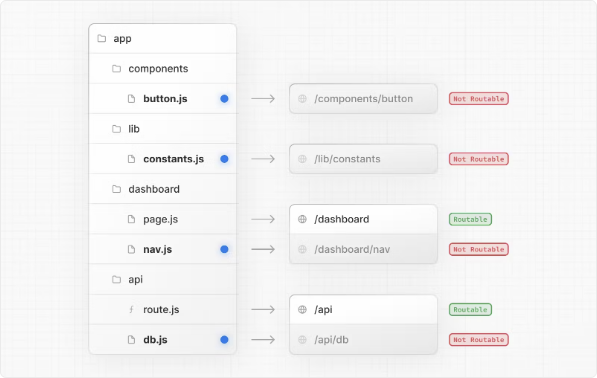 app
components
button.js /components/button Not Routable
lib
constants.js /lib/constants Not Routable
dashboard
page.js /dashboard Routable
nav.js /dashboard/nav Not Routable
api
route.js /api Routable
db.js /api/db Not Routable